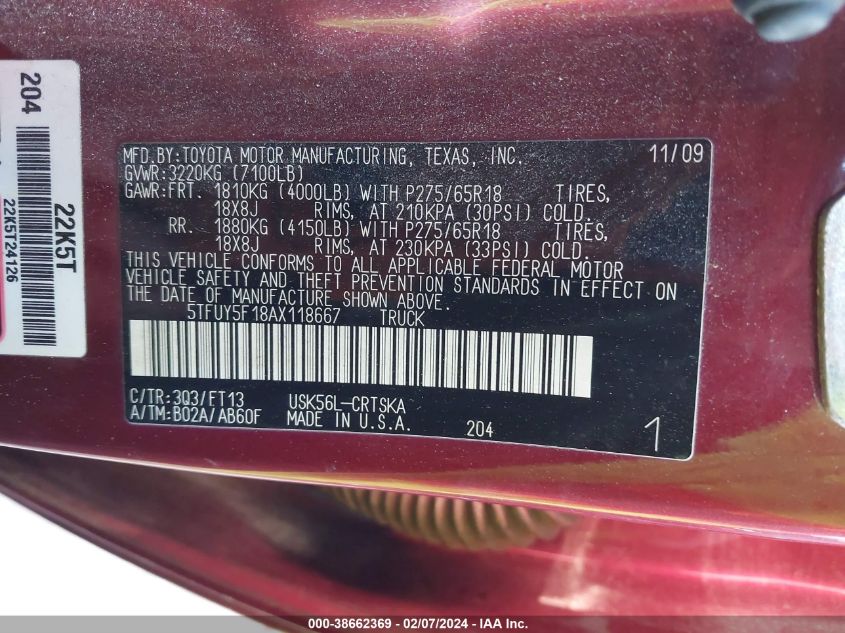 204
22K5T
22K5T24126
MFD.BY:TOYOTA MOTOR MANUFACTURING, TEXAS, INC. 11/09
GVWR:3220KG (7100LB)
GAWR:FRT. 1810KG (4000LB) WITH P275/65R18 TIRES,
18X8J RIMS, AT 210KPA (30PSI) COLD.
RR. 1880KG (4150LB) WITH P275/65R18 TIRES,
18X8J RIMS, AT 230KPA (33PSI) COLD.
THIS VEHICLE CONFORMS TO ALL APPLICABLE FEDERAL MOTOR
VEHICLE SAFETY AND THEFT PREVENTION STANDARDS IN EFFECT ON
THE DATE OF MANUFACTURE SHOWN ABOVE.
5TFUY5F18AX118667 TRUCK
C/TR:3Q3/FT13 USK56L-CRTSKA
A/TM:B02A/AB60F MADE IN U.S.A. 204 1
000-38662369 - 02/07/2024 - IAA Inc.